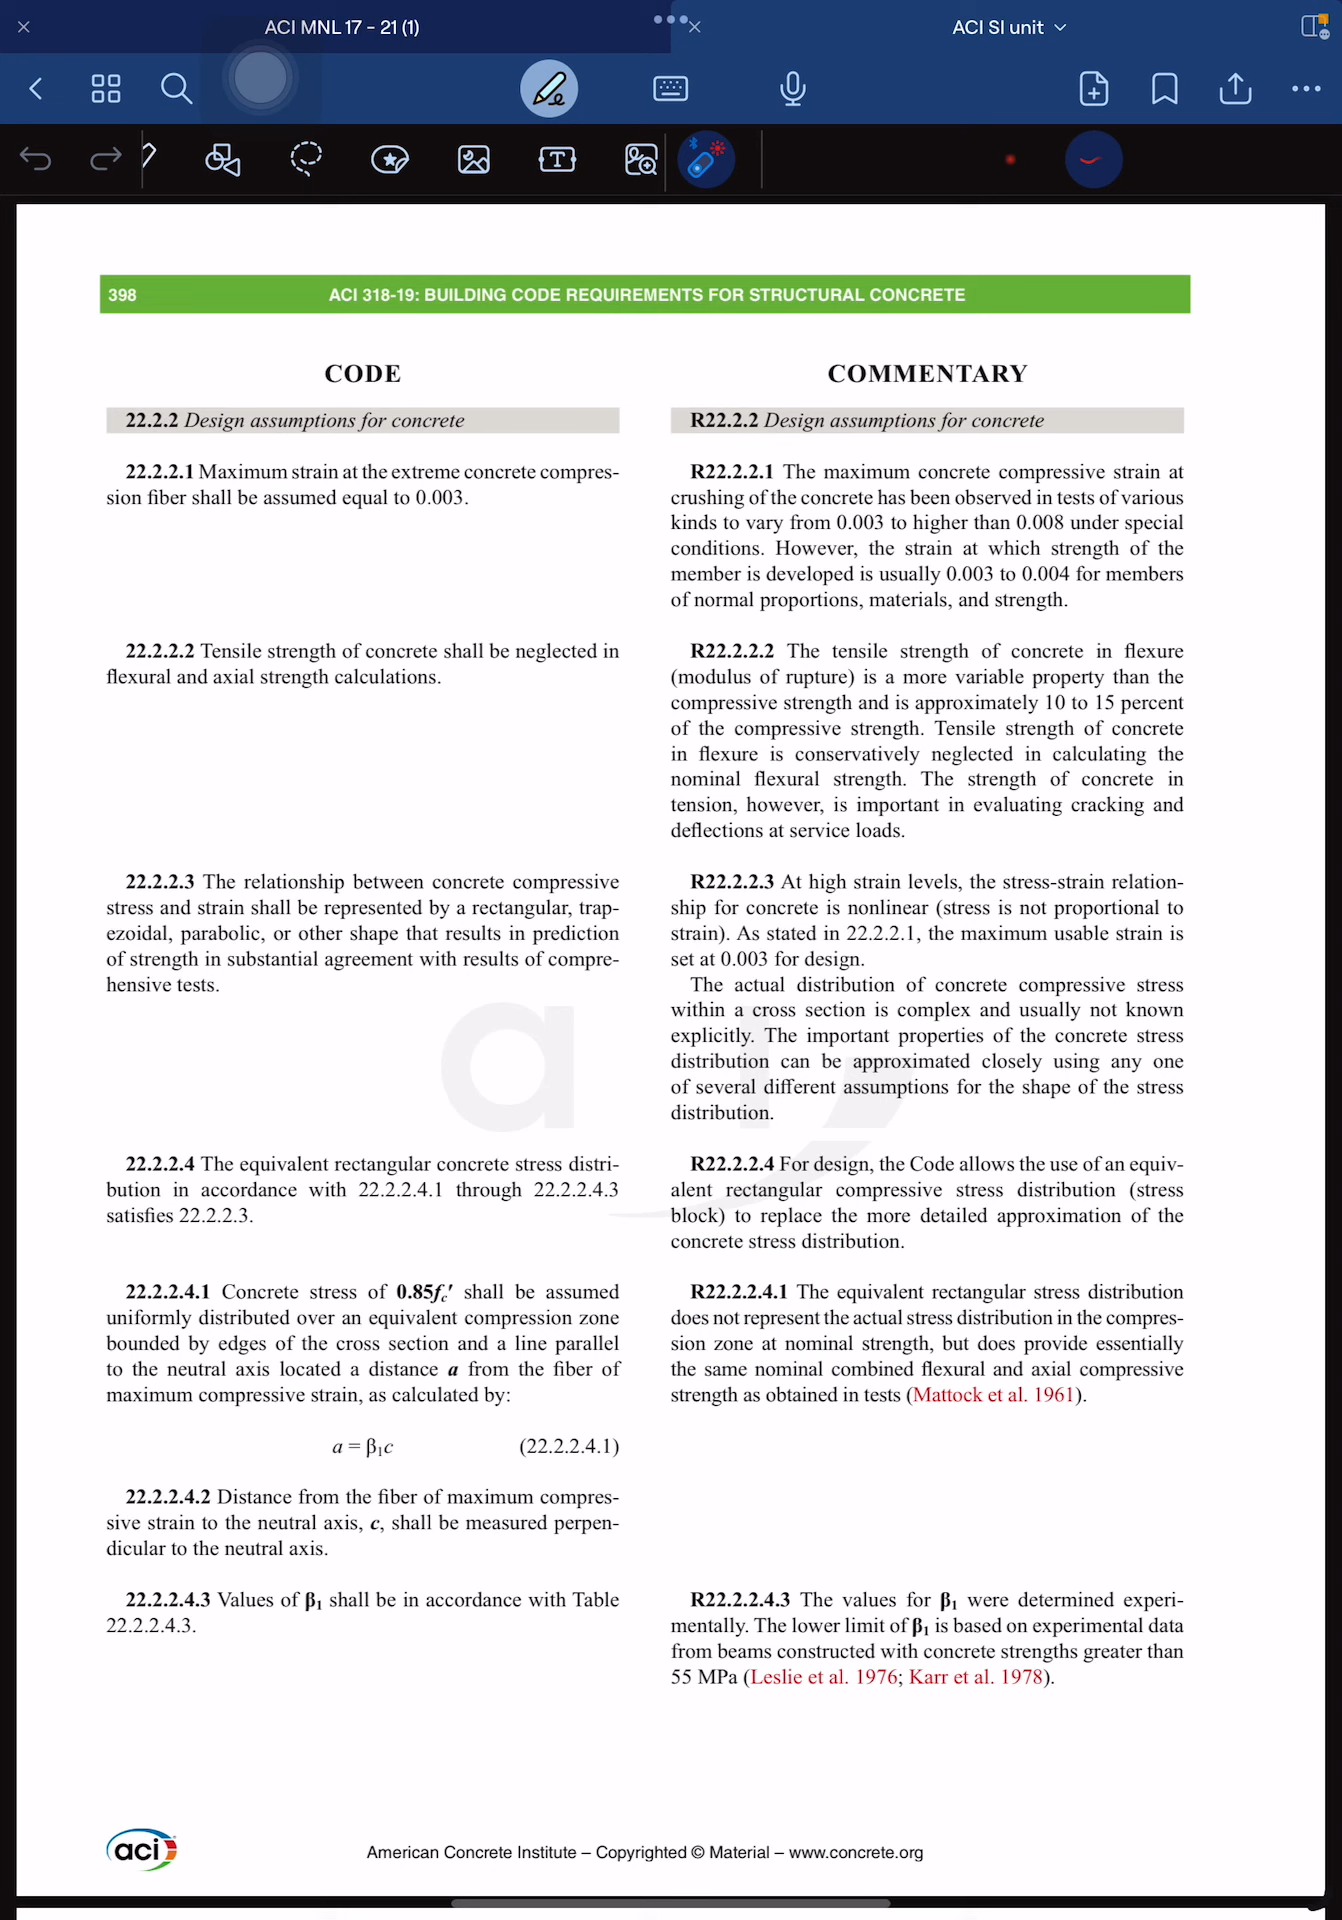 ACI MNL 17 - 21 (1)
ACI SI unit
398
ACI 318-19: BUILDING CODE REQUIREMENTS FOR STRUCTURAL CONCRETE
CODE
22.2.2 Design assumptions for concrete
22.2.2.1 Maximum strain at the extreme concrete compres-
sion fiber shall be assumed equal to 0.003.
22.2.2.2 Tensile strength of concrete shall be neglected in
flexural and axial strength calculations.
22.2.2.3 The relationship between concrete compressive
stress and strain shall be represented by a rectangular, trap-
ezoidal, parabolic, or other shape that results in prediction
of strength in substantial agreement with results of compre-
hensive tests.
22.2.2.4 The equivalent rectangular concrete stress distri-
bution in accordance with 22.2.2.4.1 through 22.2.2.4.3
satisfies 22.2.2.3.
22.2.2.4.1 Concrete stress of 0.85fc′ shall be assumed
uniformly distributed over an equivalent compression zone
bounded by edges of the cross section and a line parallel
to the neutral axis located a distance a from the fiber of
maximum compressive strain, as calculated by:
a = β1c (22.2.2.4.1)
22.2.2.4.2 Distance from the fiber of maximum compres-
sive strain to the neutral axis, c, shall be measured perpen-
dicular to the neutral axis.
22.2.2.4.3 Values of β1 shall be in accordance with Table
22.2.2.4.3.
COMMENTARY
R22.2.2 Design assumptions for concrete
R22.2.2.1 The maximum concrete compressive strain at
crushing of the concrete has been observed in tests of various
kinds to vary from 0.003 to higher than 0.008 under special
conditions. However, the strain at which strength of the
member is developed is usually 0.003 to 0.004 for members
of normal proportions, materials, and strength.
R22.2.2.2 The tensile strength of concrete in flexure
(modulus of rupture) is a more variable property than the
compressive strength and is approximately 10 to 15 percent
of the compressive strength. Tensile strength of concrete
in flexure is conservatively neglected in calculating the
nominal flexural strength. The strength of concrete in
tension, however, is important in evaluating cracking and
deflections at service loads.
R22.2.2.3 At high strain levels, the stress-strain relation-
ship for concrete is nonlinear (stress is not proportional to
strain). As stated in 22.2.2.1, the maximum usable strain is
set at 0.003 for design.
The actual distribution of concrete compressive stress
within a cross section is complex and usually not known
explicitly. The important properties of the concrete stress
distribution can be approximated closely using any one
of several different assumptions for the shape of the stress
distribution.
R22.2.2.4 For design, the Code allows the use of an equiv-
alent rectangular compressive stress distribution (stress
block) to replace the more detailed approximation of the
concrete stress distribution.
R22.2.2.4.1 The equivalent rectangular stress distribution
does not represent the actual stress distribution in the compres-
sion zone at nominal strength, but does provide essentially
the same nominal combined flexural and axial compressive
strength as obtained in tests (Mattock et al. 1961).
R22.2.2.4.3 The values for β1 were determined experi-
mentally. The lower limit of β1 is based on experimental data
from beams constructed with concrete strengths greater than
55 MPa (Leslie et al. 1976; Karr et al. 1978).
aci
American Concrete Institute – Copyrighted © Material – www.concrete.org